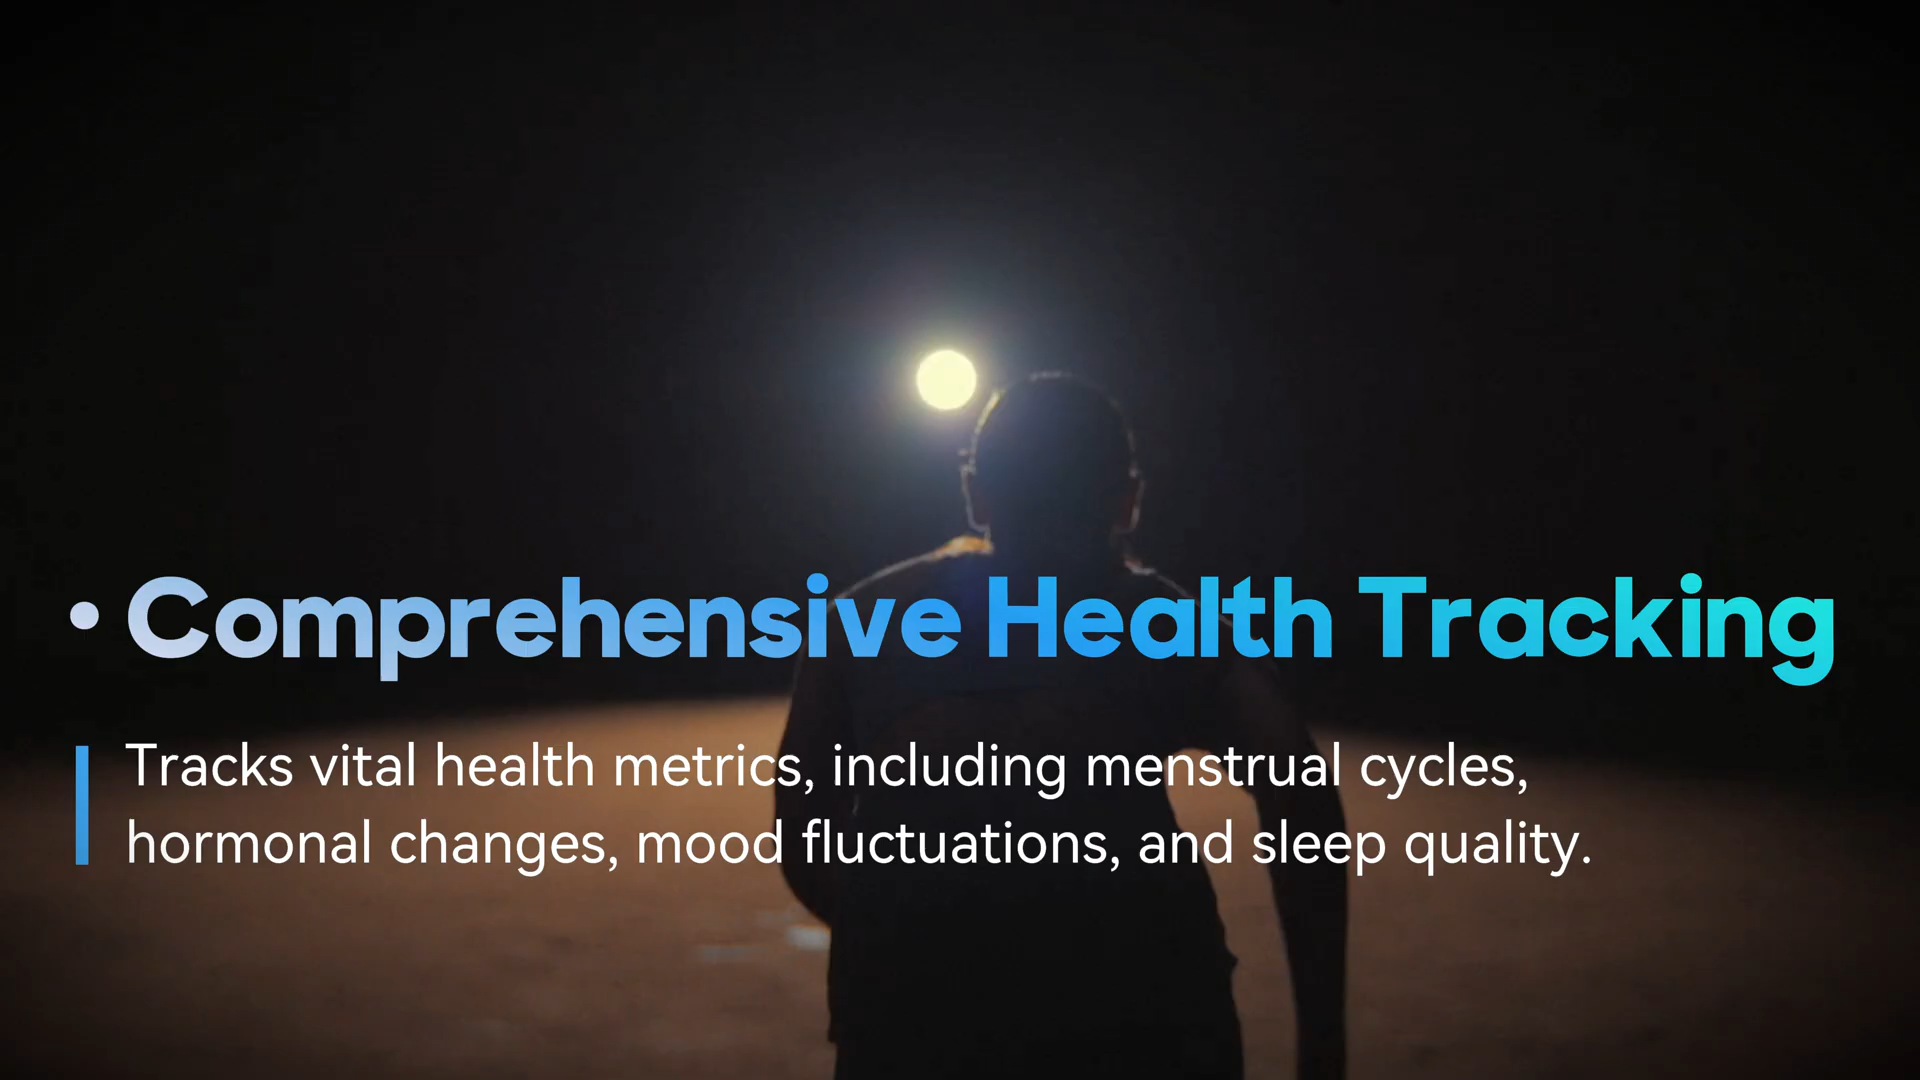 • Comprehensive Health Tracking
Tracks vital health metrics, including menstrual cycles,
hormonal changes, mood fluctuations, and sleep quality.